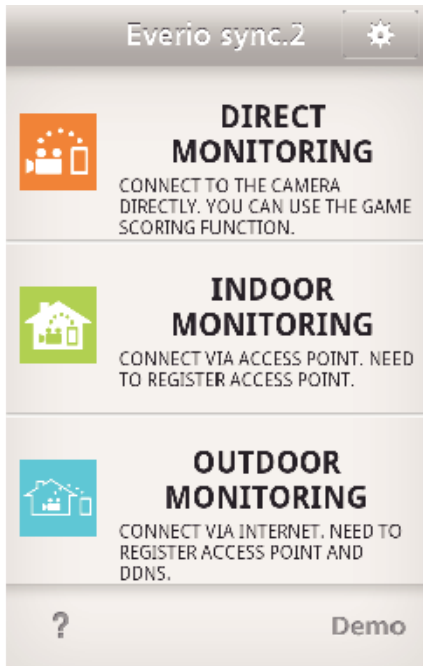 Everio sync.2
DIRECT
MONITORING
CONNECT TO THE CAMERA
DIRECTLY. YOU CAN USE THE GAME
SCORING FUNCTION.
INDOOR
MONITORING
CONNECT VIA ACCESS POINT. NEED
TO REGISTER ACCESS POINT.
OUTDOOR
MONITORING
CONNECT VIA INTERNET. NEED TO
REGISTER ACCESS POINT AND
DDNS.
? Demo